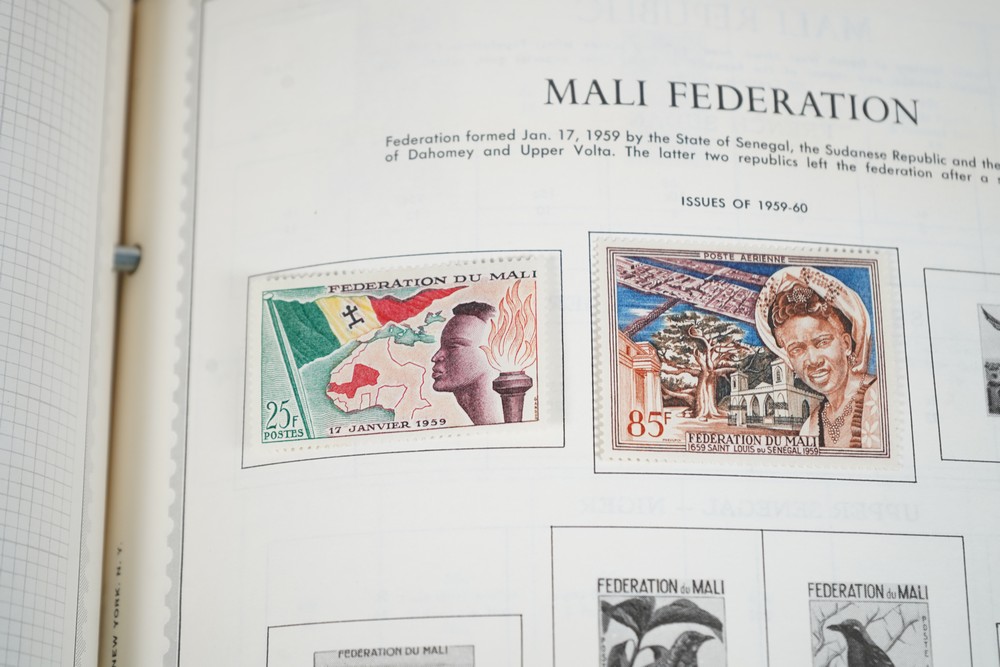 MALI FEDERATION
Federation formed Jan. 17, 1959 by the State of Senegal, the Sudanese Republic and the
of Dahomey and Upper Volta. The latter two republics left the federation after a
ISSUES OF 1959-60
FEDERATION DU MALI
25F
POSTES
17 JANVIER 1959
POSTE AERIENNE
85F
FEDERATION DU MALI
1659 SAINT LOUIS DU SENEGAL 1959
FEDERATION du MALI
FEDERATION du MALI
FEDERATION DU MALI
NEW YORK, N. Y.